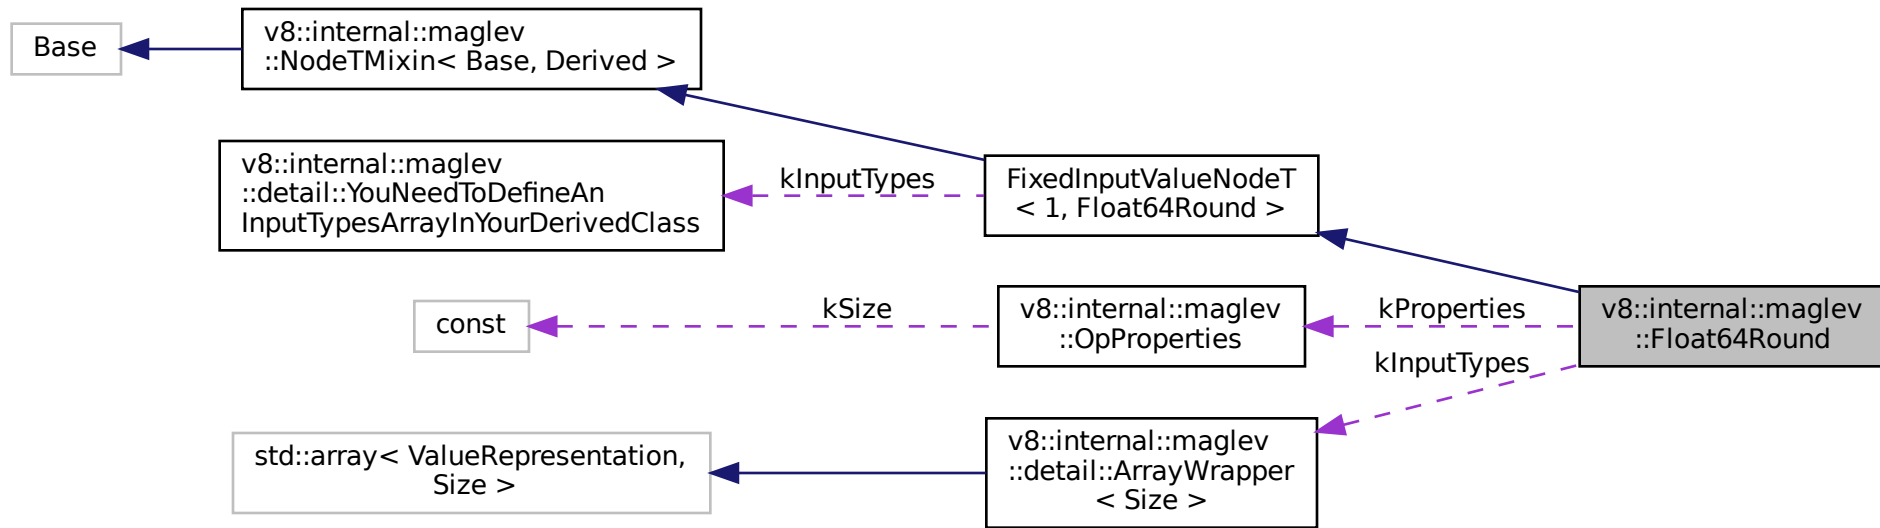 Base
v8::internal::maglev
::NodeTMixin< Base, Derived >
v8::internal::maglev
::detail::YouNeedToDefineAn
InputTypesArrayInYourDerivedClass
kInputTypes
FixedInputValueNodeT
< 1, Float64Round >
const
kSize
v8::internal::maglev
::OpProperties
kProperties
v8::internal::maglev
::Float64Round
kInputTypes
std::array< ValueRepresentation,
Size >
v8::internal::maglev
::detail::ArrayWrapper
< Size >